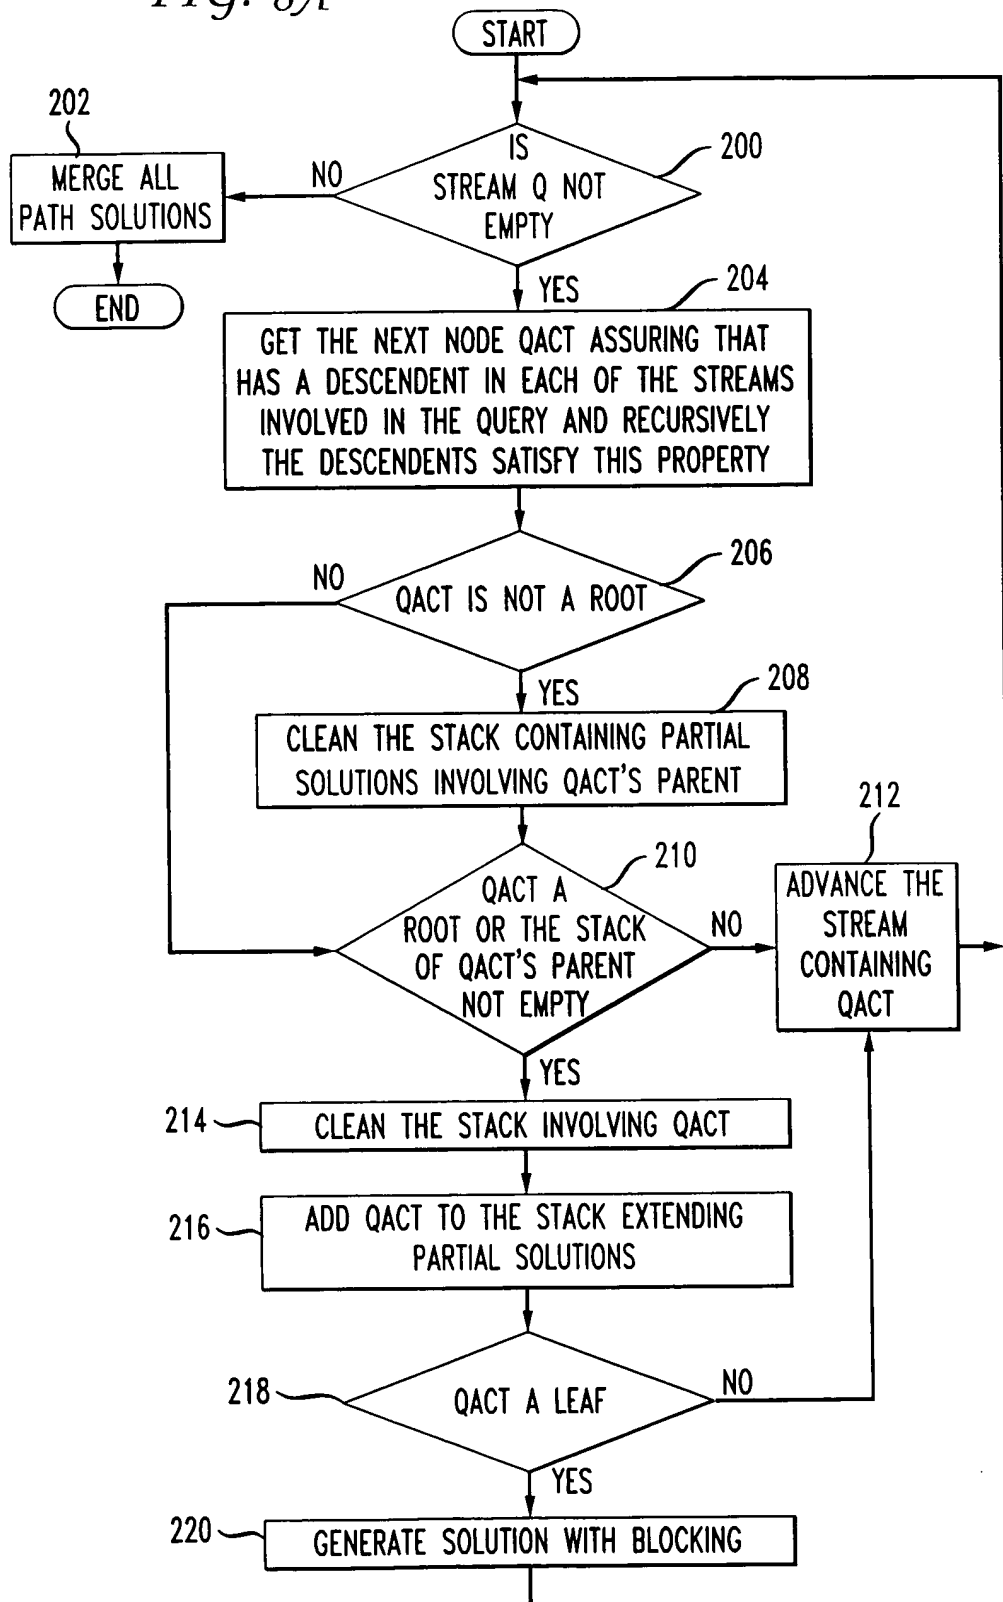 START
202
200
MERGE ALL
PATH SOLUTIONS
NO
IS
STREAM Q NOT
EMPTY
END
YES
204
GET THE NEXT NODE QACT ASSURING THAT
HAS A DESCENDENT IN EACH OF THE STREAMS
INVOLVED IN THE QUERY AND RECURSIVELY
THE DESCENDENTS SATISFY THIS PROPERTY
206
NO
QACT IS NOT A ROOT
YES
208
CLEAN THE STACK CONTAINING PARTIAL
SOLUTIONS INVOLVING QACT'S PARENT
212
210
QACT A
ROOT OR THE STACK
OF QACT'S PARENT
NOT EMPTY
NO
ADVANCE THE
STREAM
CONTAINING
QACT
YES
214
CLEAN THE STACK INVOLVING QACT
216
ADD QACT TO THE STACK EXTENDING
PARTIAL SOLUTIONS
218
QACT A LEAF
NO
YES
220
GENERATE SOLUTION WITH BLOCKING